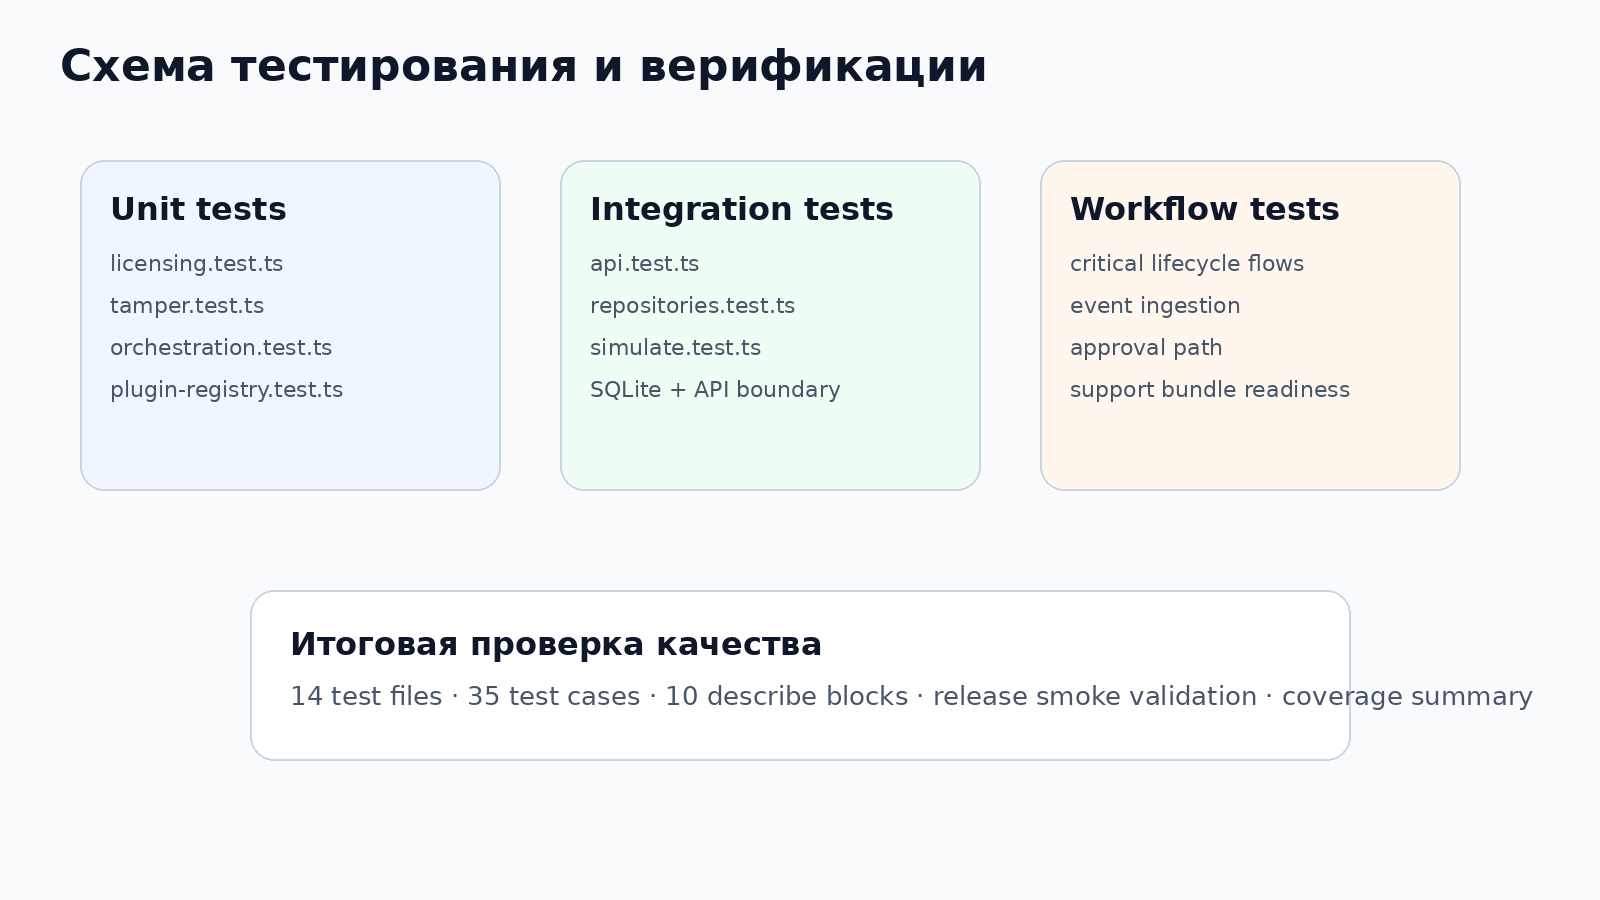 Схема тестирования и верификации
Unit tests
licensing.test.ts
tamper.test.ts
orchestration.test.ts
plugin-registry.test.ts
Integration tests
api.test.ts
repositories.test.ts
simulate.test.ts
SQLite + API boundary
Workflow tests
critical lifecycle flows
event ingestion
approval path
support bundle readiness
Итоговая проверка качества
14 test files · 35 test cases · 10 describe blocks · release smoke validation · coverage summary